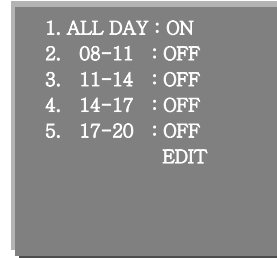 1. ALL DAY : ON
2. 08-11 : OFF
3. 11-14 : OFF
4. 14-17 : OFF
5. 17-20 : OFF
EDIT